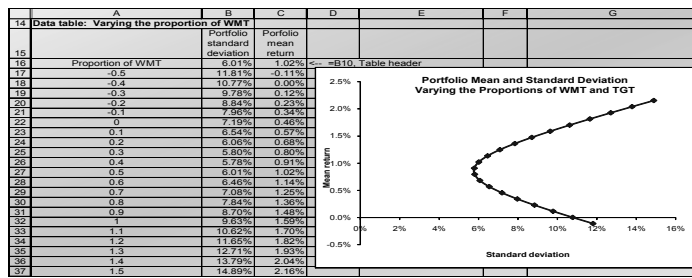 A B C D E F G
14 Data table: Varying the proportion of WMT
15 Portfolio standard deviation Portfolio mean return
16 Proportion of WMT 6.01% 1.02% <-- =B10, Table header
17 -0.5 11.81% -0.11%
18 -0.4 10.77% 0.00%
19 -0.3 9.78% 0.12%
20 -0.2 8.84% 0.23%
21 -0.1 7.96% 0.34%
22 0 7.19% 0.46%
23 0.1 6.54% 0.57%
24 0.2 6.06% 0.68%
25 0.3 5.80% 0.80%
26 0.4 5.78% 0.91%
27 0.5 6.01% 1.02%
28 0.6 6.46% 1.14%
29 0.7 7.08% 1.25%
30 0.8 7.84% 1.36%
31 0.9 8.70% 1.48%
32 1 9.63% 1.59%
33 1.1 10.62% 1.70%
34 1.2 11.65% 1.82%
35 1.3 12.71% 1.93%
36 1.4 13.79% 2.04%
37 1.5 14.89% 2.16%
Portfolio Mean and Standard Deviation
Varying the Proportions of WMT and TGT
2.5%
2.0%
1.5%
1.0%
0.5%
0.0%
-0.5%
Mean return
0% 2% 4% 6% 8% 10% 12% 14% 16%
Standard deviation